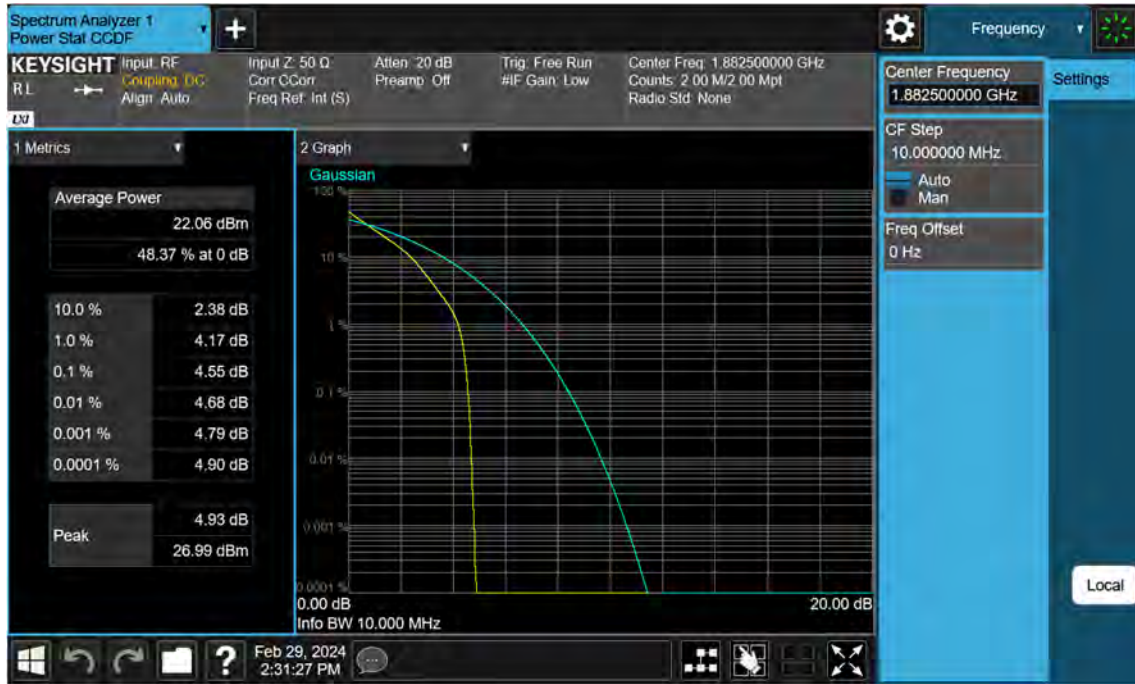 Spectrum Analyzer 1
Power Stat CCDF
Frequency
KEYSIGHT
RL
LXI
Input: RF
Coupling: DC
Align: Auto
Input Z: 50 Ω
Corr CCorr
Freq Ref: Int (S)
Atten: 20 dB
Preamp: Off
Trig: Free Run
#IF Gain: Low
Center Freq: 1.882500000 GHz
Counts: 2.00 M/2.00 Mpt
Radio Std: None
Center Frequency
1.882500000 GHz
Settings
CF Step
10.000000 MHz
Auto
Man
Freq Offset
0 Hz
1 Metrics
Average Power
22.06 dBm
48.37 % at 0 dB
10.0 % 2.38 dB
1.0 % 4.17 dB
0.1 % 4.55 dB
0.01 % 4.68 dB
0.001 % 4.79 dB
0.0001 % 4.90 dB
Peak
4.93 dB
26.99 dBm
2 Graph
Gaussian
100 %
10 %
1 %
0.1 %
0.01 %
0.001 %
0.0001 %
0.00 dB 20.00 dB
Info BW 10.000 MHz
Local
Feb 29, 2024
2:31:27 PM